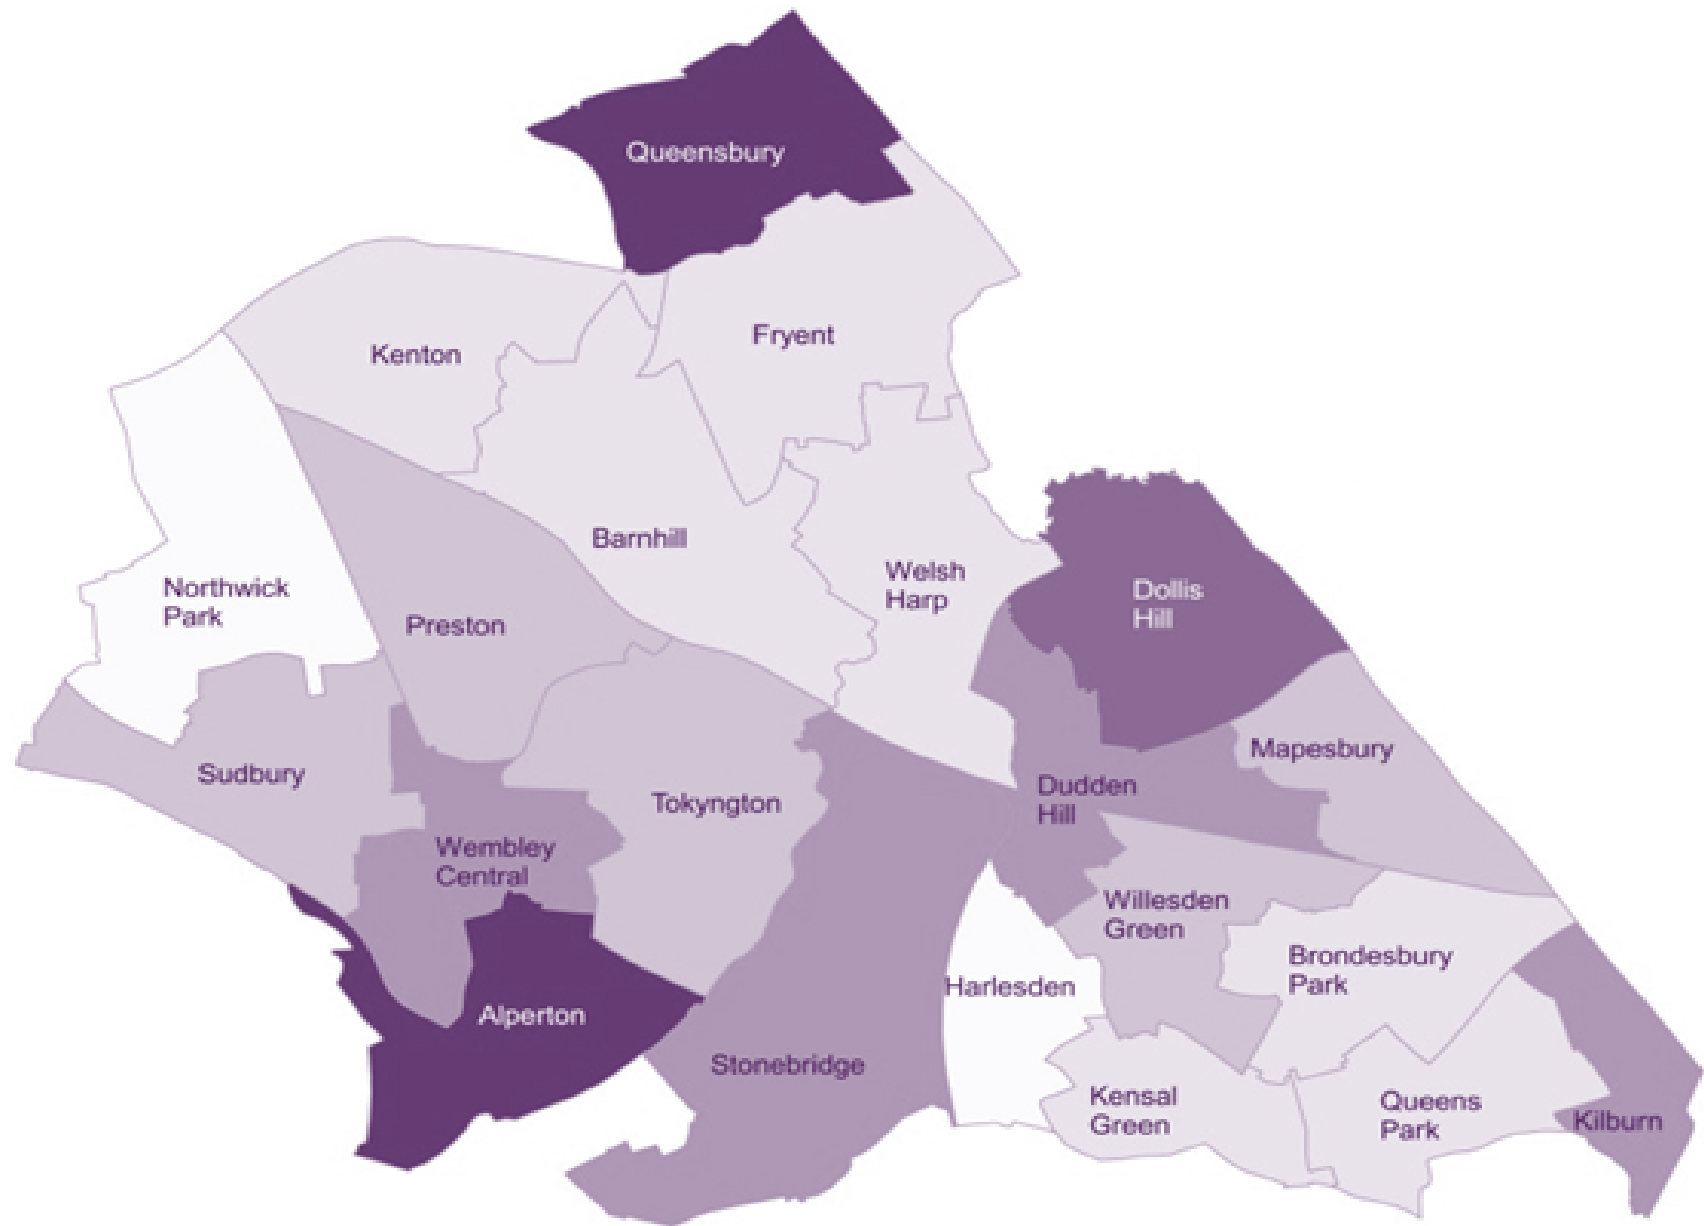 Queensbury
Fryent
Kenton
Barnhill
Welsh
Harp
Northwick
Park
Preston
Dollis
Hill
Sudbury
Tokyngton
Mapesbury
Dudden
Hill
Wembley
Central
Willesden
Green
Brondesbury
Park
Harlesden
Alperton
Stonebridge
Kensal
Green
Queens
Park
Kilburn